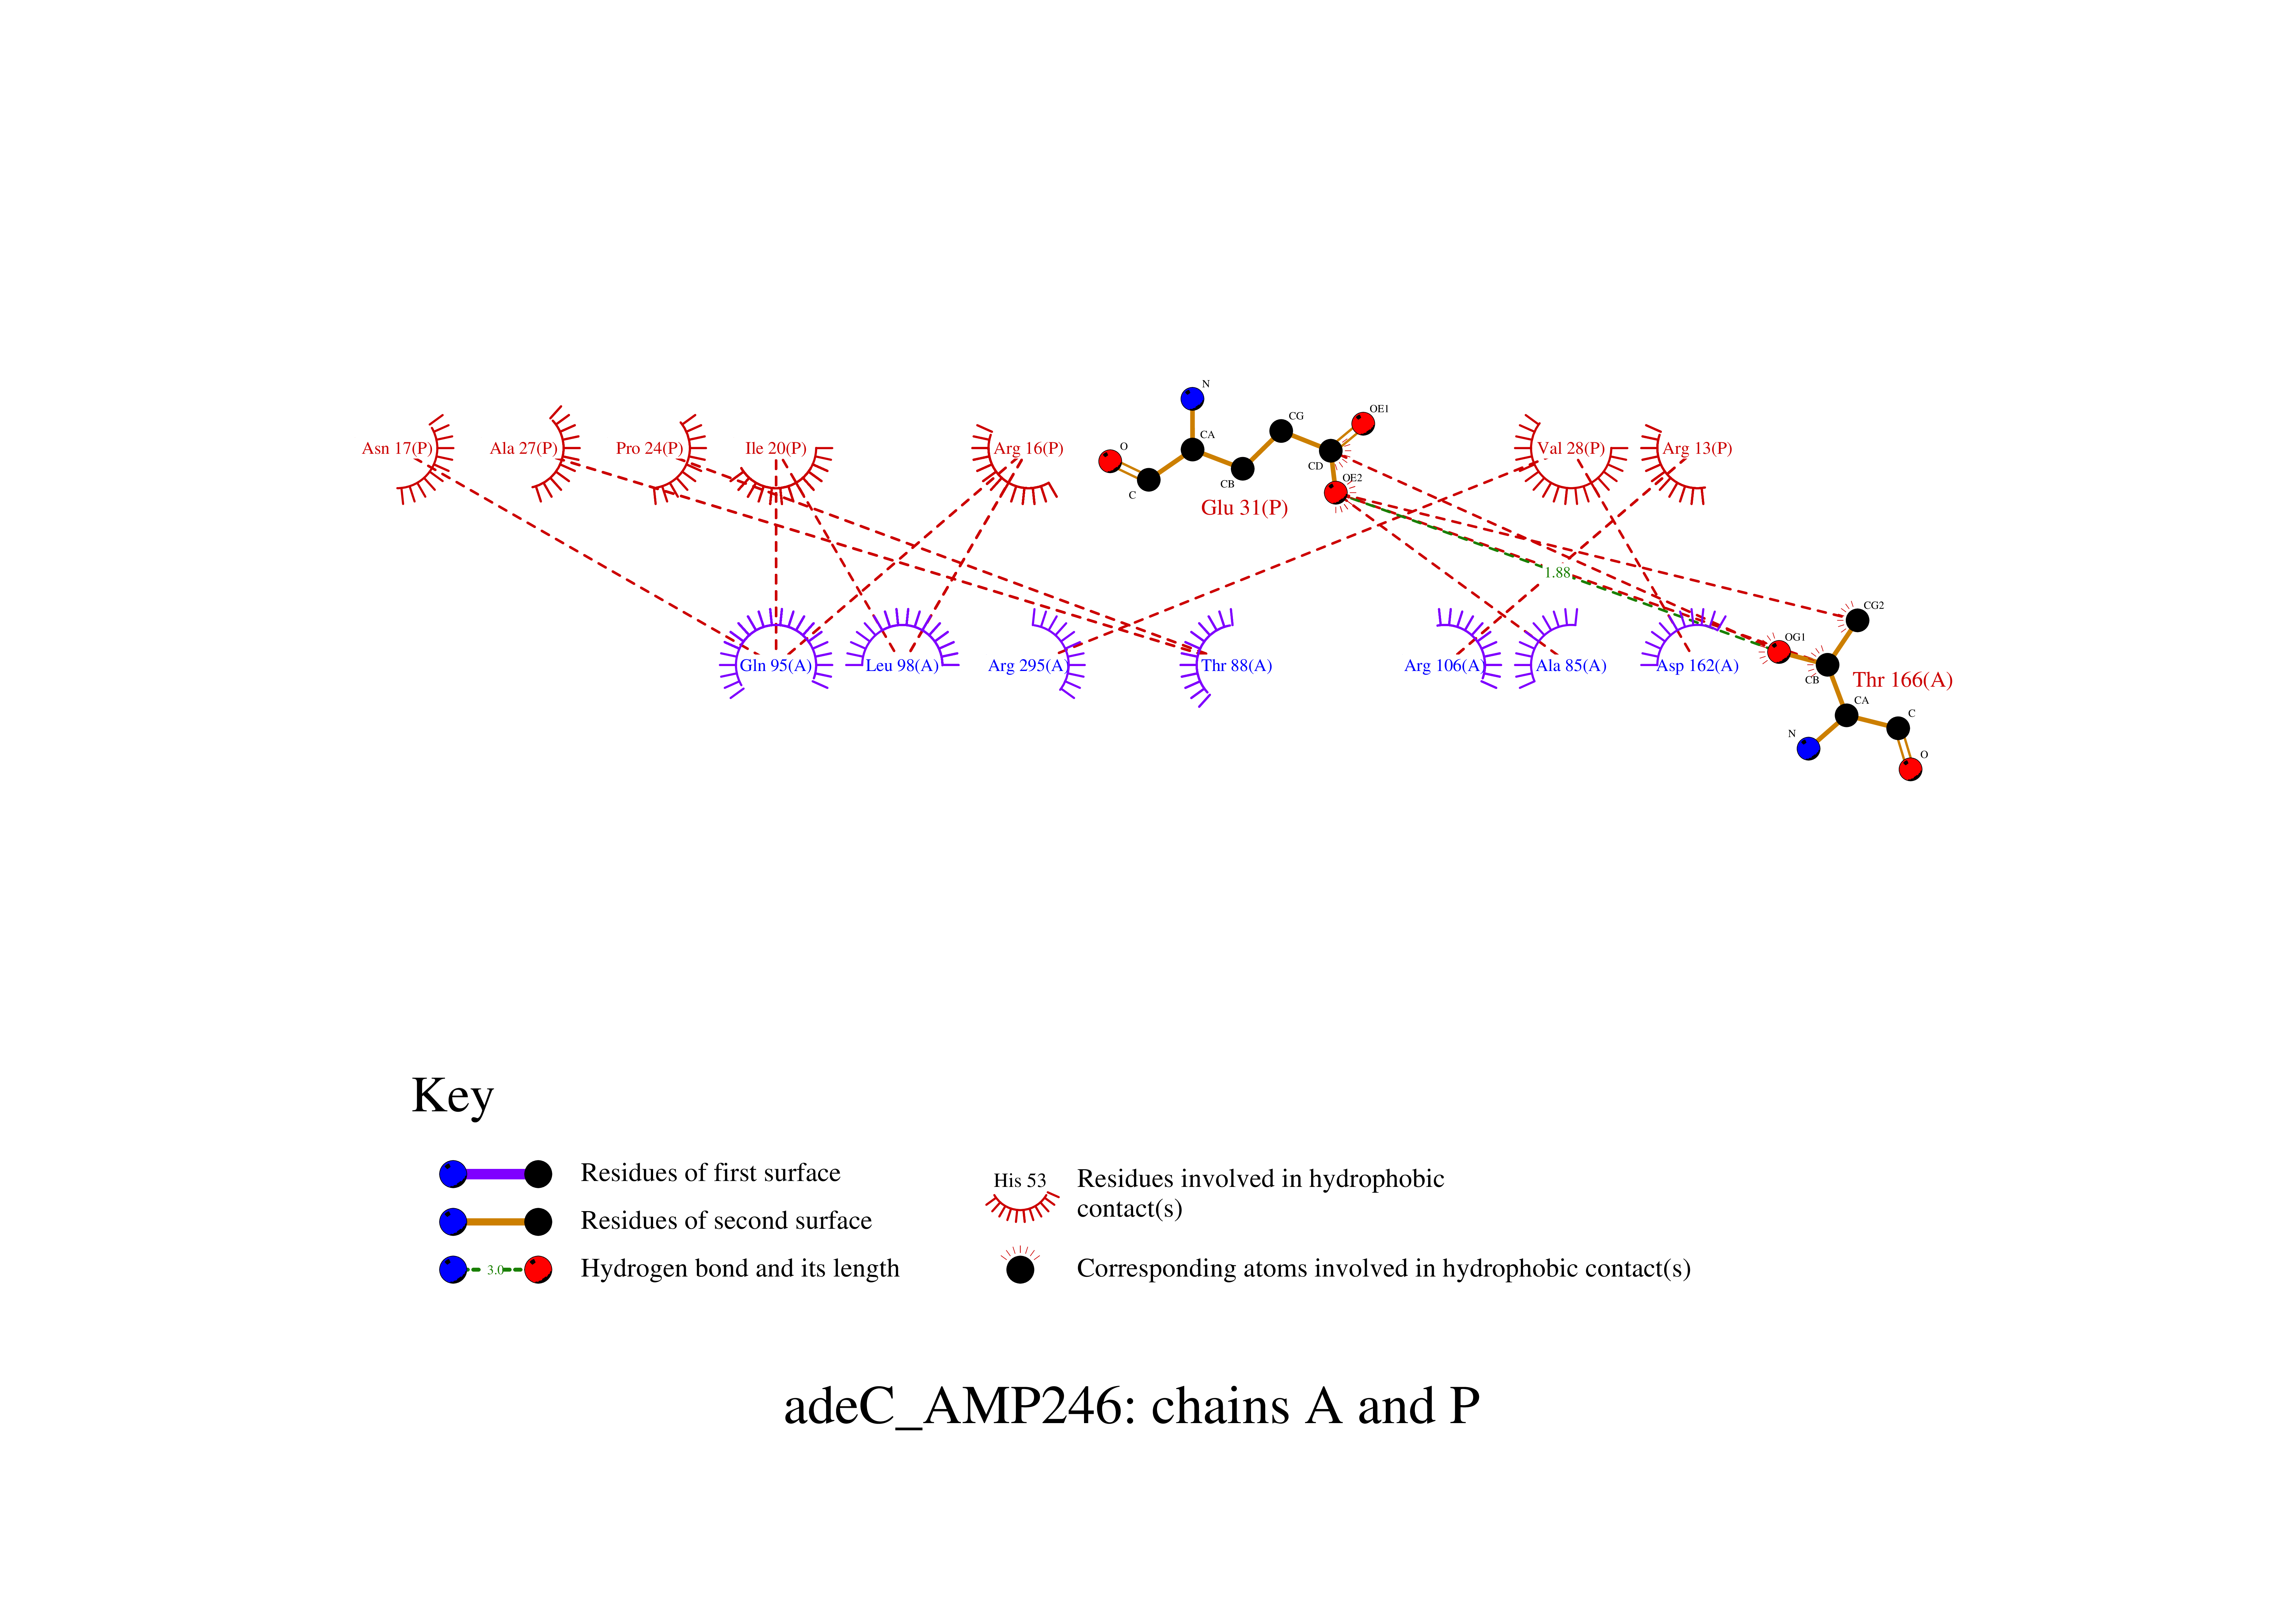 N
CG
OE1
O
CA
Asn 17(P)
Ala 27(P)
Pro 24(P)
Ile 20(P)
Arg 16(P)
Val 28(P)
Arg 13(P)
CD
OE2
C
CB
Glu 31(P)
1.88
CG2
OG1
Gln 95(A)
Leu 98(A)
Arg 295(A)
Thr 88(A)
Arg 106(A)
Ala 85(A)
Asp 162(A)
CB
Thr 166(A)
CA
C
N
O
Key
Residues of first surface
Residues of second surface
3.0
Hydrogen bond and its length
His 53
Residues involved in hydrophobic
contact(s)
Corresponding atoms involved in hydrophobic contact(s)
adeC_AMP246: chains A and P